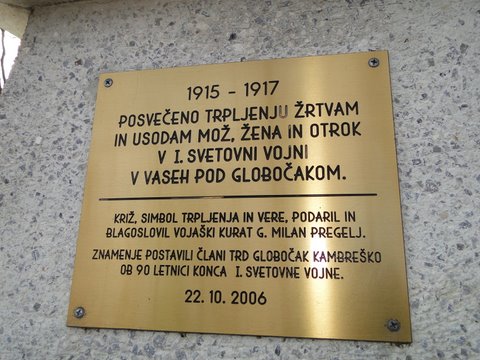 1915 - 1917
POSVEČENO TRPLJENJU ŽRTVAM
IN USODAM MOŽ, ŽENA IN OTROK
V I. SVETOVNI VOJNI
V VASEH POD GLOBOČAKOM.
KRIŽ, SIMBOL TRPLJENJA IN VERE, PODARIL IN
BLAGOSLOVIL VOJAŠKI KURAT G. MILAN PREGELJ.
ZNAMENJE POSTAVILI ČLANI TRD GLOBOČAK KAMBREŠKO
OB 90 LETNICI KONCA I. SVETOVNE VOJNE.
22. 10. 2006